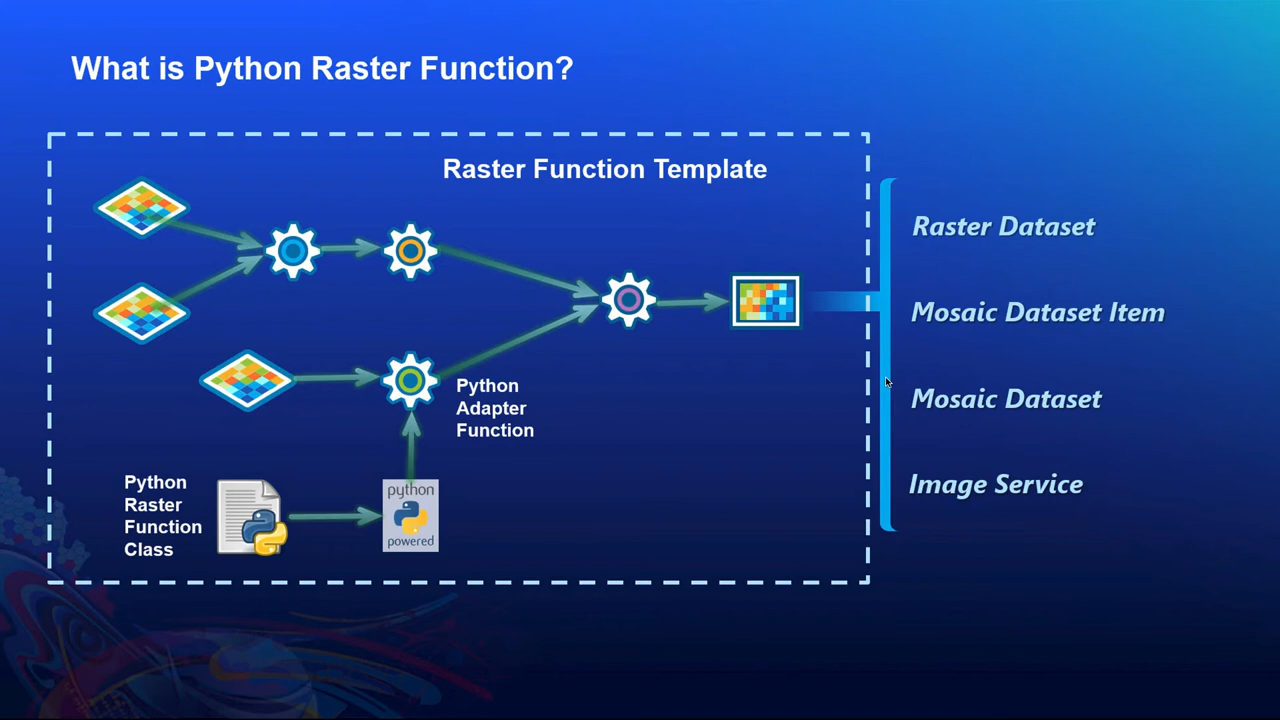 What is Python Raster Function?
Raster Function Template
Raster Dataset
Mosaic Dataset Item
Mosaic Dataset
Image Service
Python
Adapter
Function
Python
Raster
Function
Class
python
powered